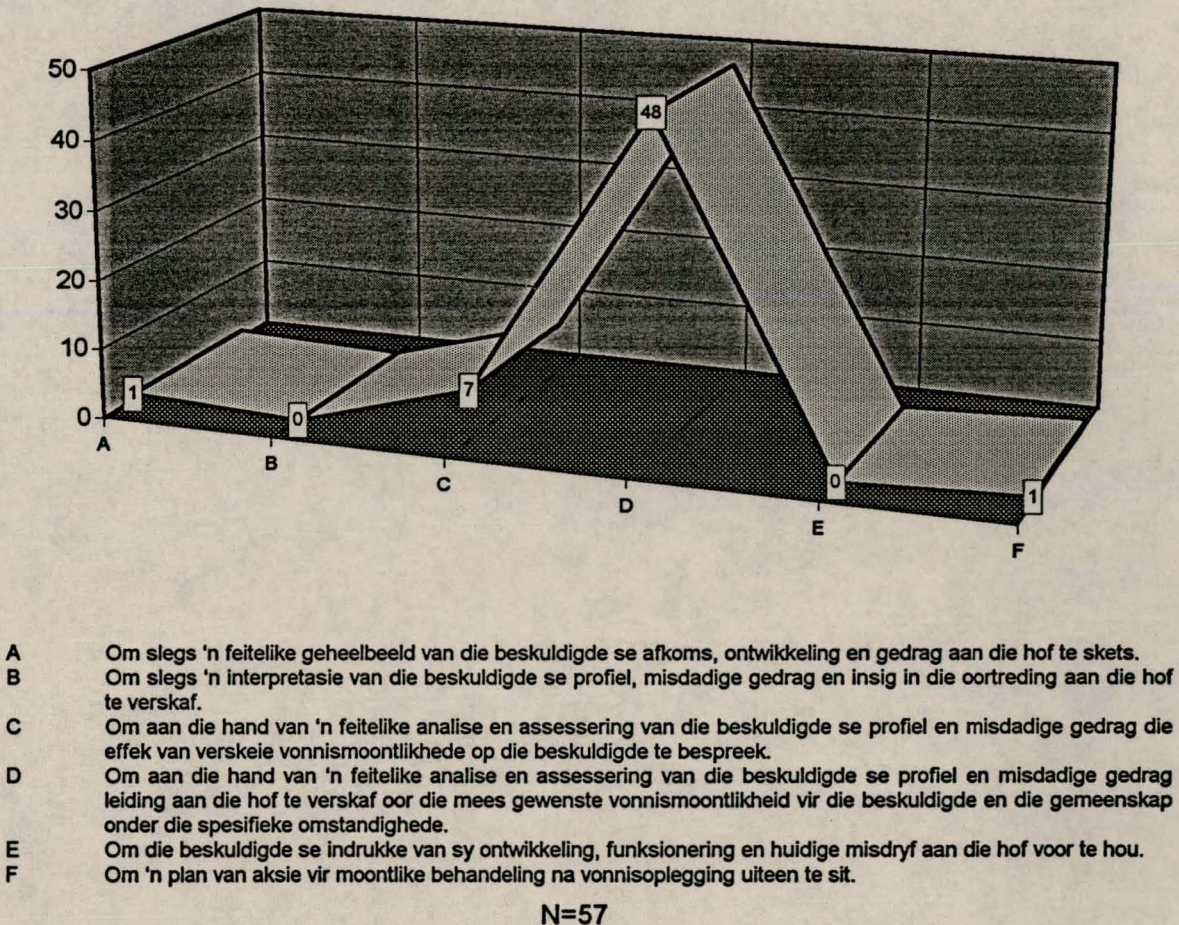 50
40
30
20
10
0
48
1
0
7
0
1
A
B
C
D
E
F
A Om slegs 'n feitelike geheelbeeld van die beskuldigde se afkoms, ontwikkeling en gedrag aan die hof te skets.
B Om slegs 'n interpretasie van die beskuldigde se profiel, misdadige gedrag en insig in die oortreding aan die hof
te verskaf.
C Om aan die hand van 'n feitelike analise en assessering van die beskuldigde se profiel en misdadige gedrag die
effek van verskeie vonnismoontlikhede op die beskuldigde te bespreek.
D Om aan die hand van 'n feitelike analise en assessering van die beskuldigde se profiel en misdadige gedrag
leiding aan die hof te verskaf oor die mees gewenste vonnismoontlikheid vir die beskuldigde en die gemeenskap
onder die spesifieke omstandighede.
E Om die beskuldigde se indrukke van sy ontwikkeling, funksionering en huidige misdryf aan die hof voor te hou.
F Om 'n plan van aksie vir moontlike behandeling na vonnisoplegging uiteen te sit.
N=57